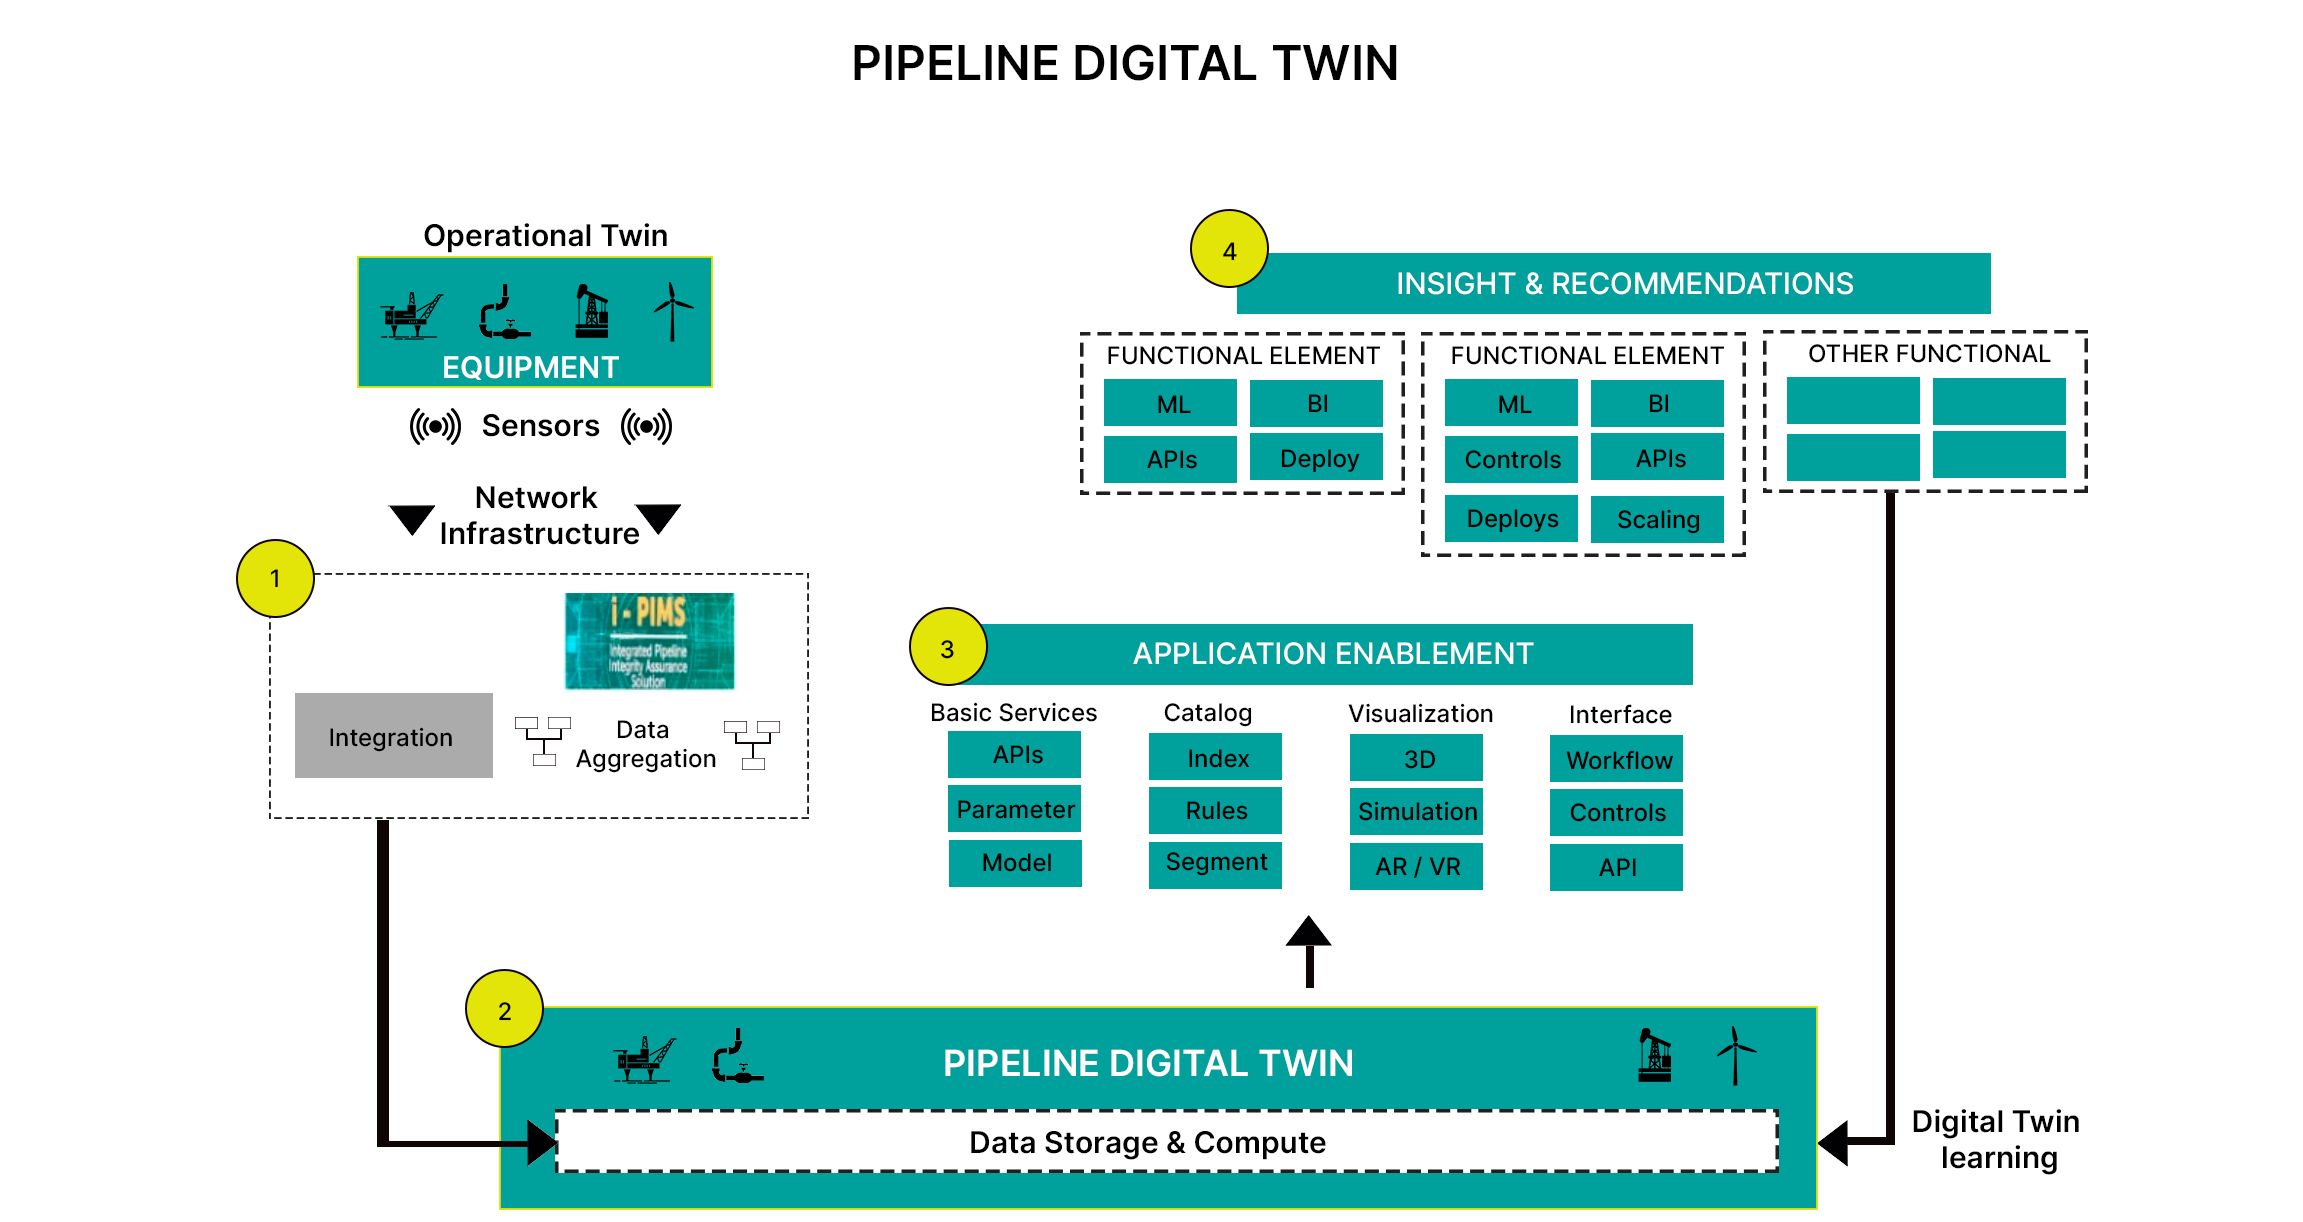 PIPELINE DIGITAL TWIN
Operational Twin
EQUIPMENT
Sensors
Network
Infrastructure
1
i - PIMS
Integrated Pipeline
Integrity Assurance
Solution
Integration
Data
Aggregation
4
INSIGHT & RECOMMENDATIONS
FUNCTIONAL ELEMENT
ML
BI
APIs
Deploy
FUNCTIONAL ELEMENT
ML
BI
Controls
APIs
Deploys
Scaling
OTHER FUNCTIONAL
3
APPLICATION ENABLEMENT
Basic Services
APIs
Parameter
Model
Catalog
Index
Rules
Segment
Visualization
3D
Simulation
AR / VR
Interface
Workflow
Controls
API
2
PIPELINE DIGITAL TWIN
Data Storage & Compute
Digital Twin
learning